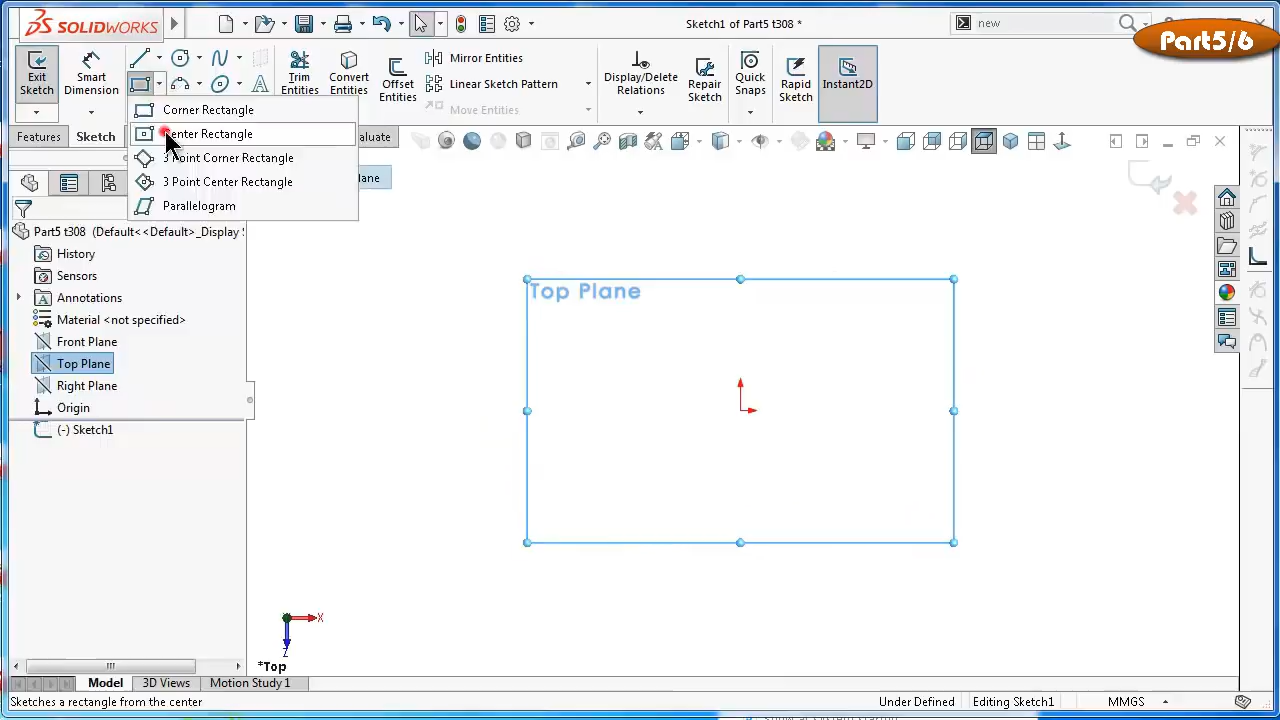 SOLIDWORKS
Sketch1 of Part5 t308 *
new
Part5/6
Exit Sketch
Smart Dimension
Trim Entities
Convert Entities
Offset Entities
Mirror Entities
Linear Sketch Pattern
Move Entities
Display/Delete Relations
Repair Sketch
Quick Snaps
Rapid Sketch
Instant2D
Corner Rectangle
Center Rectangle
3 Point Corner Rectangle
3 Point Center Rectangle
Parallelogram
Features
Sketch
aluate
lane
Part5 t308 (Default<<Default>_Display S
History
Sensors
Annotations
Material <not specified>
Front Plane
Top Plane
Right Plane
Origin
(-) Sketch1
Top Plane
X
Z
*Top
Model
3D Views
Motion Study 1
Sketches a rectangle from the center
Under Defined
Editing Sketch1
MMGS